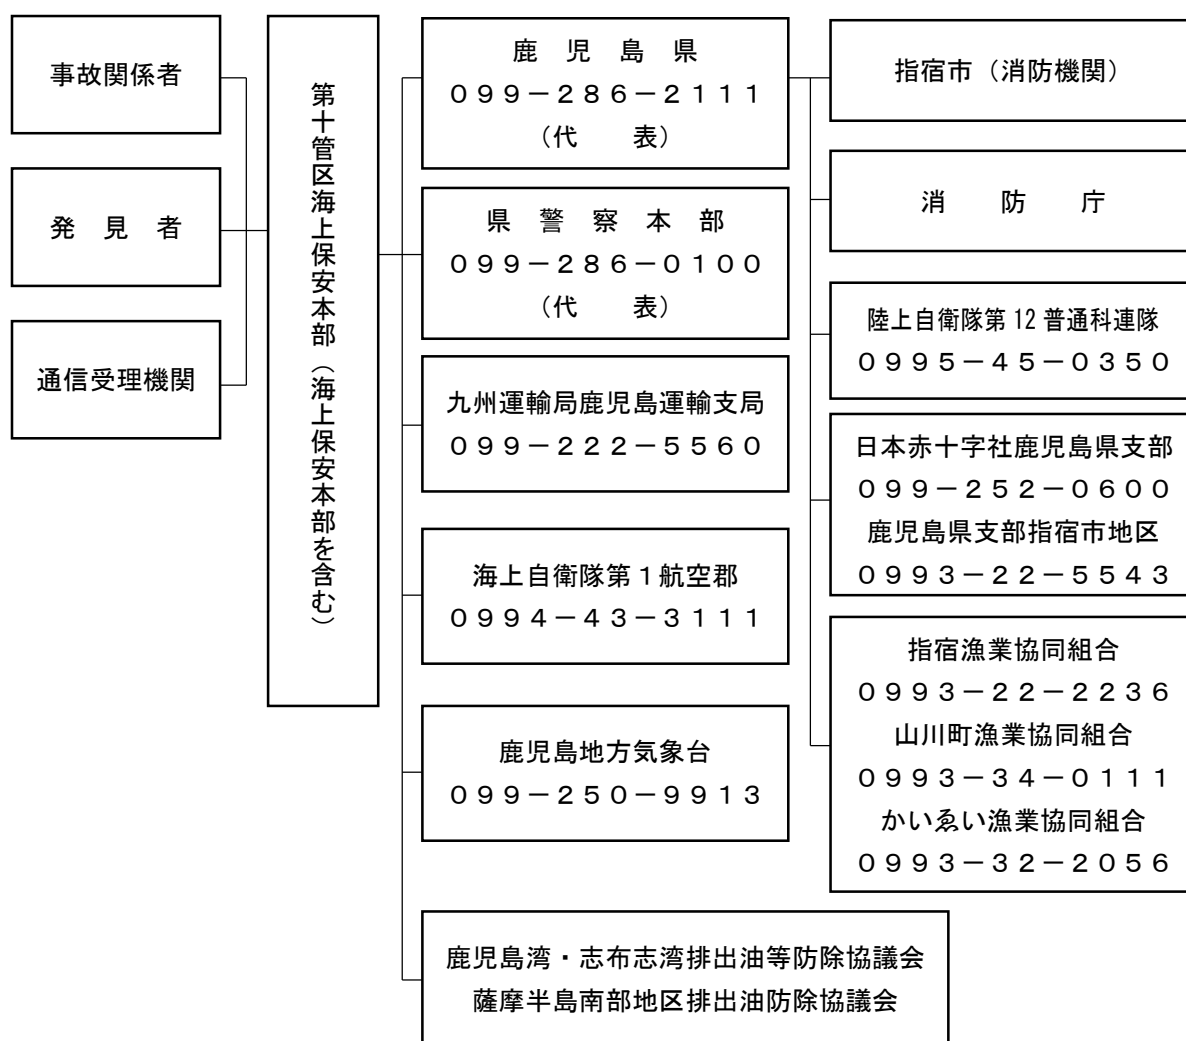 事故関係者
発見者
通信受理機関
第十管区海上保安本部（海上保安本部を含む）
鹿児島県
０９９－２８６－２１１１
（代　　表）
県警察本部
０９９－２８６－０１００
（代　　表）
九州運輸局鹿児島運輸支局
０９９－２２２－５５６０
海上自衛隊第１航空郡
０９９４－４３－３１１１
鹿児島地方気象台
０９９－２５０－９９１３
鹿児島湾・志布志湾排出油等防除協議会
薩摩半島南部地区排出油防除協議会
指宿市（消防機関）
消　防　庁
陸上自衛隊第12普通科連隊
０９９５－４５－０３５０
日本赤十字社鹿児島県支部
０９９－２５２－０６００
鹿児島県支部指宿市地区
０９９３－２２－５５４３
指宿漁業協同組合
０９９３－２２－２２３６
山川町漁業協同組合
０９９３－３４－０１１１
かいゑい漁業協同組合
０９９３－３２－２０５６